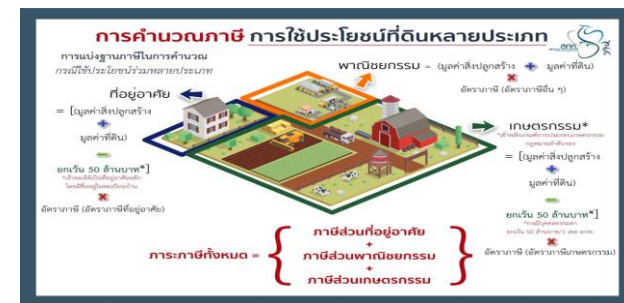 การคำนวณภาษี การใช้ประโยชน์ที่ดินหลายประเภท
สศค.
การแบ่งฐานภาษีในการคำนวณ
กรณีใช้ประโยชน์ร่วมหลายประเภท
พาณิชยกรรม = (มูลค่าสิ่งปลูกสร้าง + มูลค่าที่ดิน)
×
อัตราภาษี (อัตราภาษีอื่น ๆ)
ที่อยู่อาศัย
= [(มูลค่าสิ่งปลูกสร้าง
+
มูลค่าที่ดิน)
-
ยกเว้น 50 ล้านบาท*]
×
อัตราภาษี (อัตราภาษีที่อยู่อาศัย)
เกษตรกรรม*
= [(มูลค่าสิ่งปลูกสร้าง
+
มูลค่าที่ดิน)
-
ยกเว้น 50 ล้านบาท*]
×
อัตราภาษี (อัตราภาษีเกษตรกรรม)
ภาระภาษีทั้งหมด =
ภาษีส่วนที่อยู่อาศัย
+
ภาษีส่วนพาณิชยกรรม
+
ภาษีส่วนเกษตรกรรม